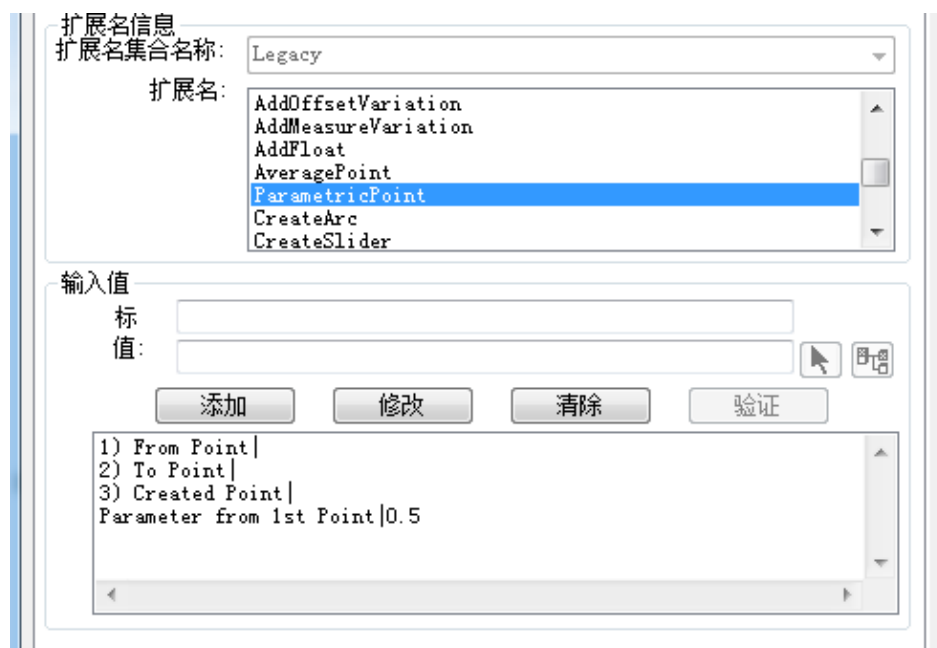 扩展名信息
扩展名集合名称: Legacy
扩展名:
AddOffsetVariation
AddMeasureVariation
AddFloat
AveragePoint
ParametricPoint
CreateArc
CreateSlider
输入值
标
值:
添加 修改 清除 验证
1) From Point|
2) To Point|
3) Created Point|
Parameter from 1st Point|0.5